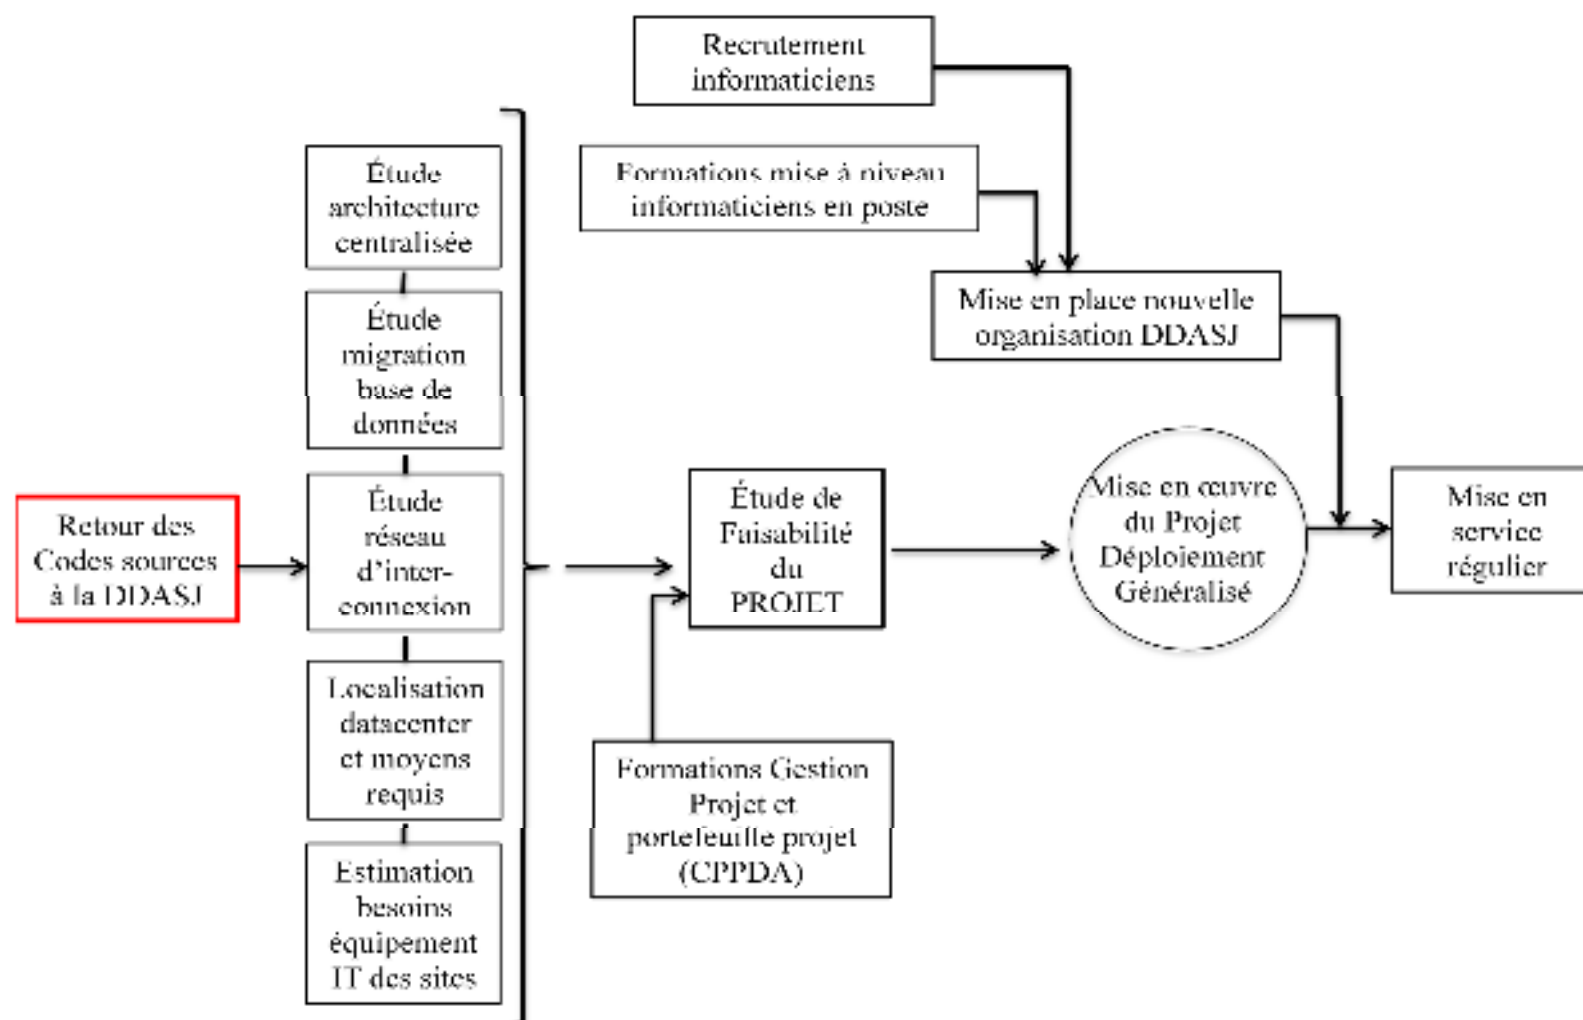 Recrutement
informaticiens
Formations mise à niveau
informaticiens en poste
Mise en place nouvelle
organisation DDASJ
Étude
architecture
centralisée
Étude
migration
base de
données
Étude
réseau
d'inter-
connexion
Localisation
datacenter
et moyens
requis
Estimation
besoins
équipement
IT des sites
Retour des
Codes sources
à la DDASJ
Étude de
Faisabilité
du
PROJET
Formations Gestion
Projet et
portefeuille projet
(CPPDA)
Mise en œuvre
du Projet
Déploiement
Généralisé
Mise en
service
régulier